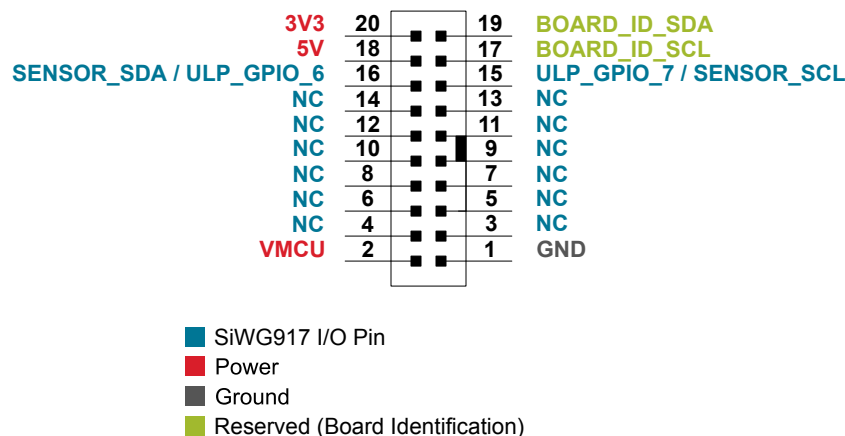 3V3 20 19 BOARD_ID_SDA
5V 18 17 BOARD_ID_SCL
SENSOR_SDA / ULP_GPIO_6 16 15 ULP_GPIO_7 / SENSOR_SCL
NC 14 13 NC
NC 12 11 NC
NC 10 9 NC
NC 8 7 NC
NC 6 5 NC
NC 4 3 NC
VMCU 2 1 GND
SiWG917 I/O Pin
Power
Ground
Reserved (Board Identification)